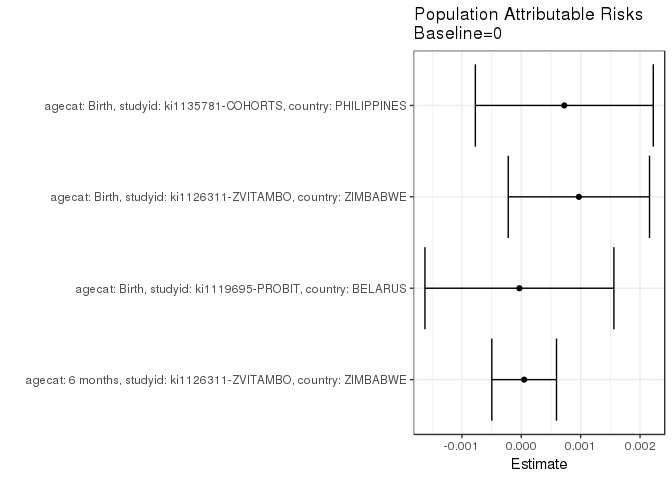 Population Attributable Risks
Baseline=0
agecat: Birth, studyid: ki1135781-COHORTS, country: PHILIPPINES
agecat: Birth, studyid: ki1126311-ZVITAMBO, country: ZIMBABWE
agecat: Birth, studyid: ki1119695-PROBIT, country: BELARUS
agecat: 6 months, studyid: ki1126311-ZVITAMBO, country: ZIMBABWE
-0.001 0.000 0.001 0.002
Estimate